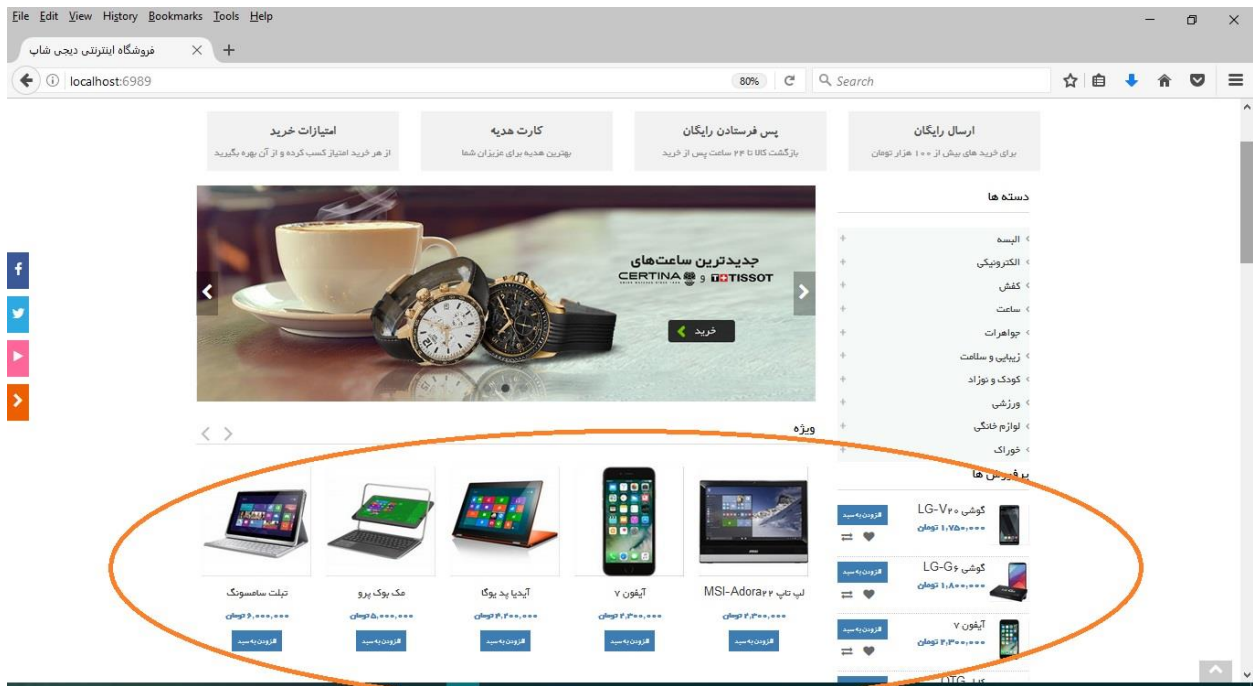 File Edit View History Bookmarks Tools Help
فروشگاه اینترنتی دیجی شاپ
localhost:6989
80%
Search
ارسال رایگان
برای خرید های بیش از ۱۰۰ هزار تومان
پس فرستادن رایگان
بازگشت کالا تا ۲۴ ساعت پس از خرید
کارت هدیه
بهترین هدیه برای عزیزان شما
امتیازات خرید
از هر خرید امتیاز کسب کرده و از آن بهره بگیرید
دسته ها
البسه
الکترونیکی
کفش
ساعت
جواهرات
زیبایی و سلامت
کودک و نوزاد
ورزشی
لوازم خانگی
خوراک
جدیدترین ساعت‌های
TISSOT و CERTINA
خرید
ویژه
لپ تاپ MSI-Adora۲۲
۲,۳۰۰,۰۰۰ تومان
افزودن به سبد
آیفون ۷
۲,۳۰۰,۰۰۰ تومان
افزودن به سبد
آیدیا پد یوگا
تومان
افزودن به سبد
مک بوک پرو
۵,۰۰۰,۰۰۰ تومان
افزودن به سبد
تبلت سامسونگ
۶,۰۰۰,۰۰۰ تومان
افزودن به سبد
پرفروش ها
گوشی LG-V۲۰
۱,۷۵۰,۰۰۰ تومان
افزودن به سبد
گوشی LG-G۶
۱,۸۰۰,۰۰۰ تومان
افزودن به سبد
آیفون ۷
۲,۳۰۰,۰۰۰ تومان
افزودن به سبد
OTG